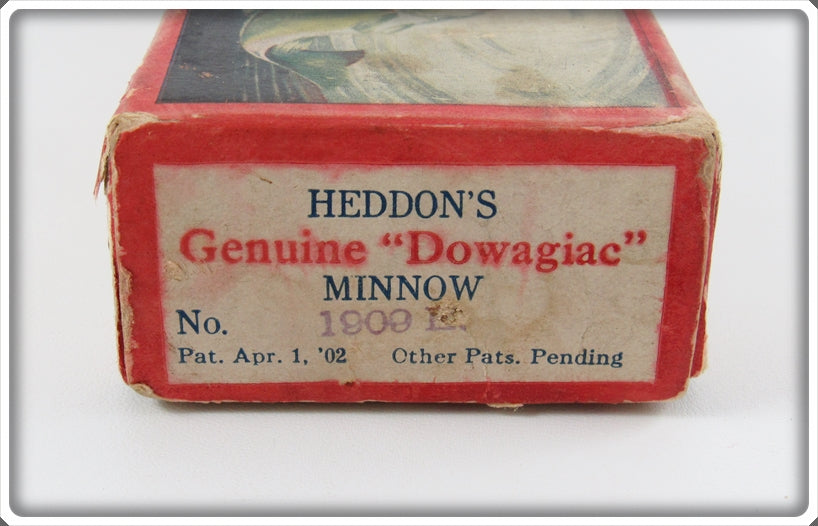 HEDDON'S
Genuine "Dowagiac"
MINNOW
No. 1909
Pat. Apr. 1, '02 Other Pats. Pending